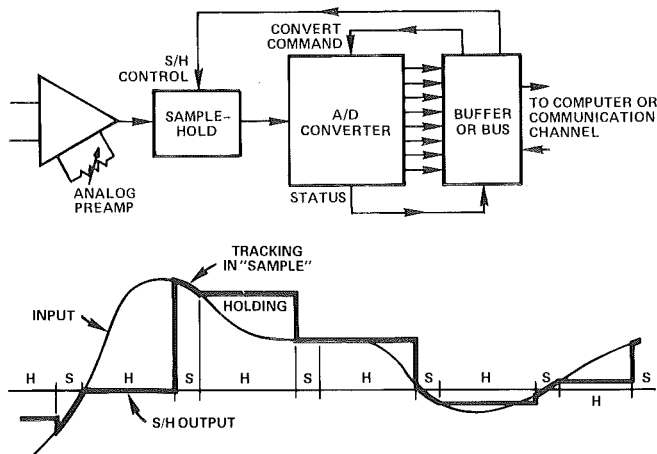 CONVERT
COMMAND
S/H
CONTROL
SAMPLE–
HOLD
A/D
CONVERTER
BUFFER
OR BUS
TO COMPUTER OR
COMMUNICATION
CHANNEL
ANALOG
PREAMP
STATUS
TRACKING
IN "SAMPLE"
INPUT
HOLDING
H S H S H S H S H S H S
S/H OUTPUT